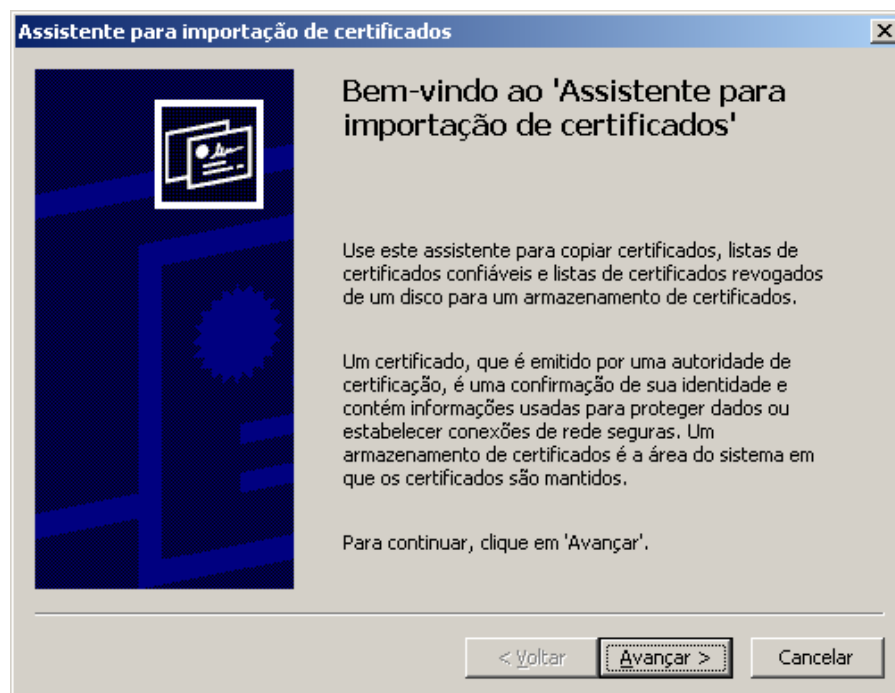 Assistente para importação de certificados
Bem-vindo ao 'Assistente para
importação de certificados'
Use este assistente para copiar certificados, listas de
certificados confiáveis e listas de certificados revogados
de um disco para um armazenamento de certificados.
Um certificado, que é emitido por uma autoridade de
certificação, é uma confirmação de sua identidade e
contém informações usadas para proteger dados ou
estabelecer conexões de rede seguras. Um
armazenamento de certificados é a área do sistema em
que os certificados são mantidos.
Para continuar, clique em 'Avançar'.
< Voltar
Avançar >
Cancelar